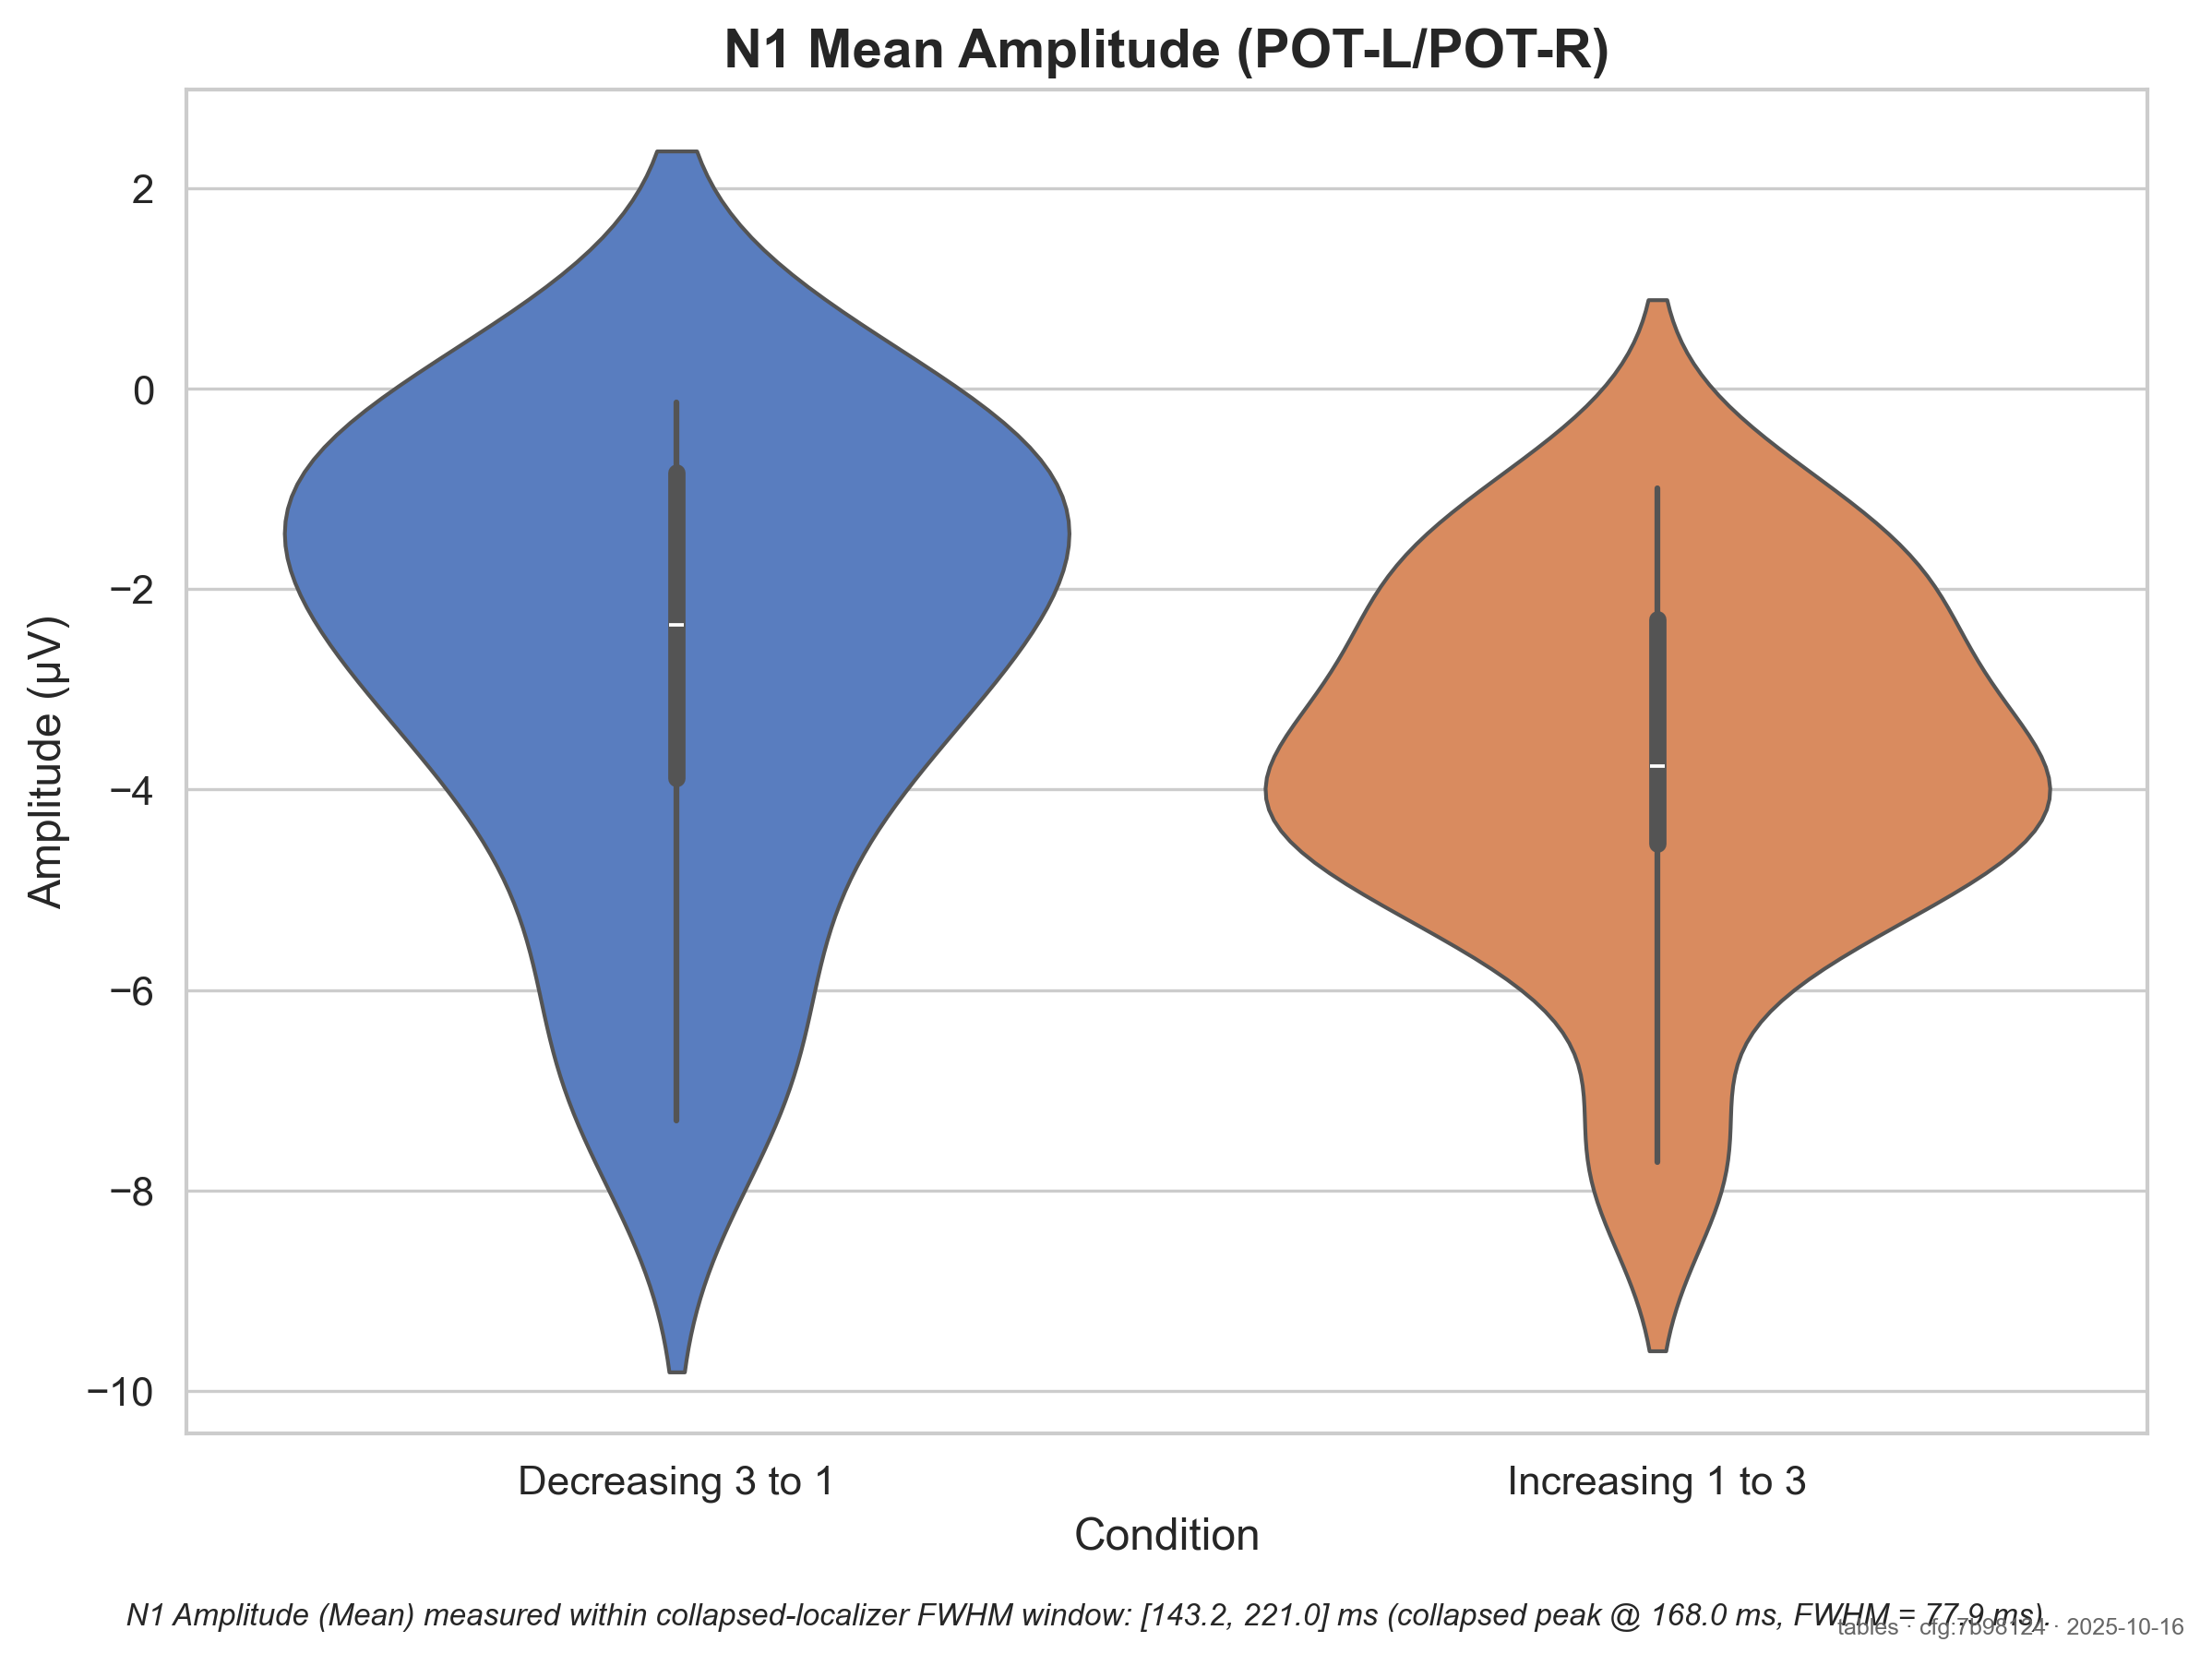 N1 Mean Amplitude (POT-L/POT-R)
Amplitude (µV)
2
0
−2
−4
−6
−8
−10
Decreasing 3 to 1
Increasing 1 to 3
Condition
N1 Amplitude (Mean) measured within collapsed-localizer FWHM window: [143.2, 221.0] ms (collapsed peak @ 168.0 ms, FWHM = 77.9 ms).
tables · cfg:7b98124 · 2025-10-16